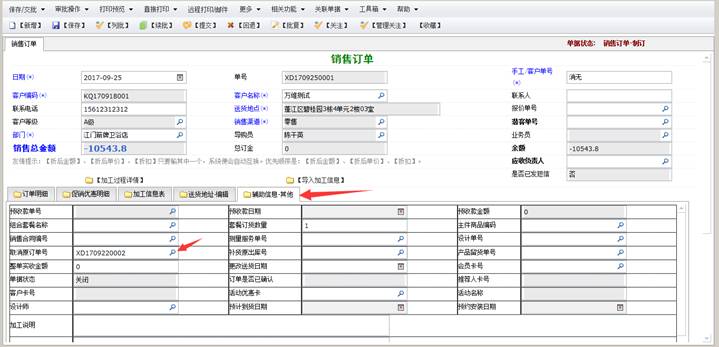 保存/交批 审批操作 打印预览 直接打印 远程打印/邮件 更多 相关功能 关联单据 工具箱 帮助
【新增】 【保存】 【列批】 【续批】 【提交】 【回退】 【批复】 【关注】 【管理关注】 【收藏】
销售订单 单据状态: 销售订单-制订
销售订单
日期(*) 2017-09-25 单号 XD1709250001 手工/客户单号(*) 消无
客户编码(*) KQ170918001 客户名称(*) 万维测试 联系人
联系电话 15612312312 送货地点(*) 蓬江区碧桂园3栋4单元2楼03室 报价单号
客户等级 A级 销售渠道(*) 零售 潜客单号
部门(*) 江门箭牌卫浴店 导购员 陈千英 业务员
销售总金额 -10543.8 总订金 0 余额 -10543.8
友情提示:【折后金额】、【折后单价】、【折扣】只要输其中一个,系统便会自动互换。优先顺序是:【折后金额】、【折后单价】、【折扣】 应收负责人
【加工过程详情】 【导入加工信息】 是否已发短信 否
订单明细 促销优惠明细 加工信息表 送货地址-编辑 辅助信息-其他
预收款单号 预收款日期 预收款金额 0
组合套餐名称 套餐订货数量 1 主件商品编码
销售合同编号 测量服务单号 设计单号
取消原订单号 XD1709220002 补货原出库号 产品留货单号
整单实收金额 0 更改送货日期 会员卡号
单据状态 关闭 订单是否已确认 推荐人卡号
客户卡号 活动优惠卡 活动名称
设计师 预计到货日期 预约安装日期
加工说明